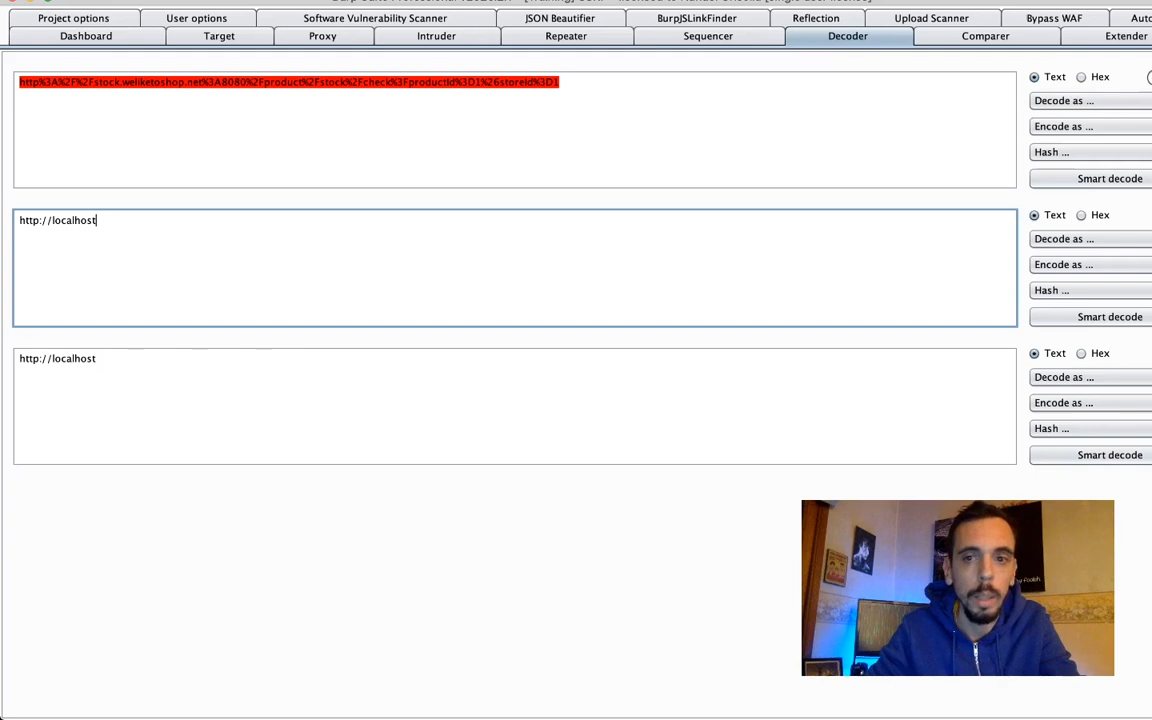 Project options User options Software Vulnerability Scanner JSON Beautifier BurpJSLinkFinder Reflection Upload Scanner Bypass WAF
Dashboard Target Proxy Intruder Repeater Sequencer Decoder Comparer Extender
http%3A%2F%2Fstock.weliketoshop.net%3A8080%2Fproduct%2Fstock%2Fcheck%3FproductId%3D1%26storeId%3D1
Text Hex
Decode as ...
Encode as ...
Hash ...
Smart decode
http://localhost
Text Hex
Decode as ...
Encode as ...
Hash ...
Smart decode
http://localhost
Text Hex
Decode as ...
Encode as ...
Hash ...
Smart decode